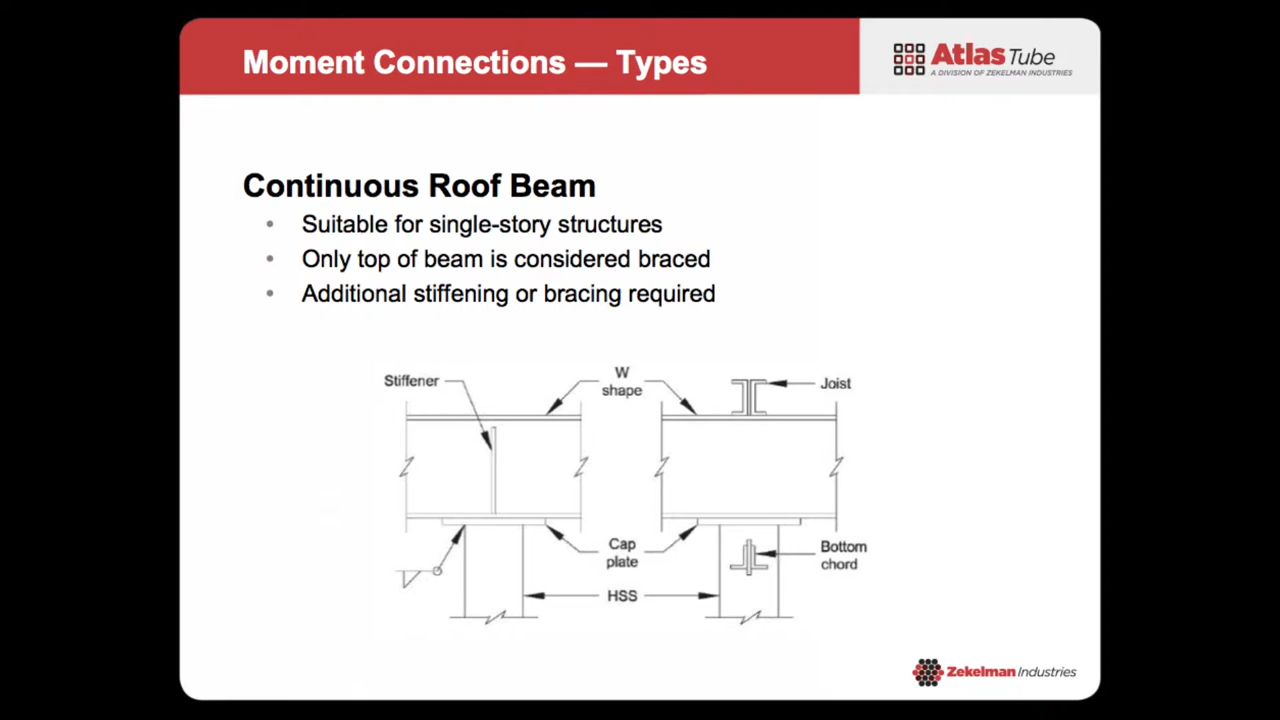 Moment Connections — Types
Atlas Tube
A DIVISION OF ZEKELMAN INDUSTRIES
Continuous Roof Beam
• Suitable for single-story structures
• Only top of beam is considered braced
• Additional stiffening or bracing required
Stiffener
W
shape
Joist
Cap
plate
Bottom
chord
HSS
Zekelman Industries